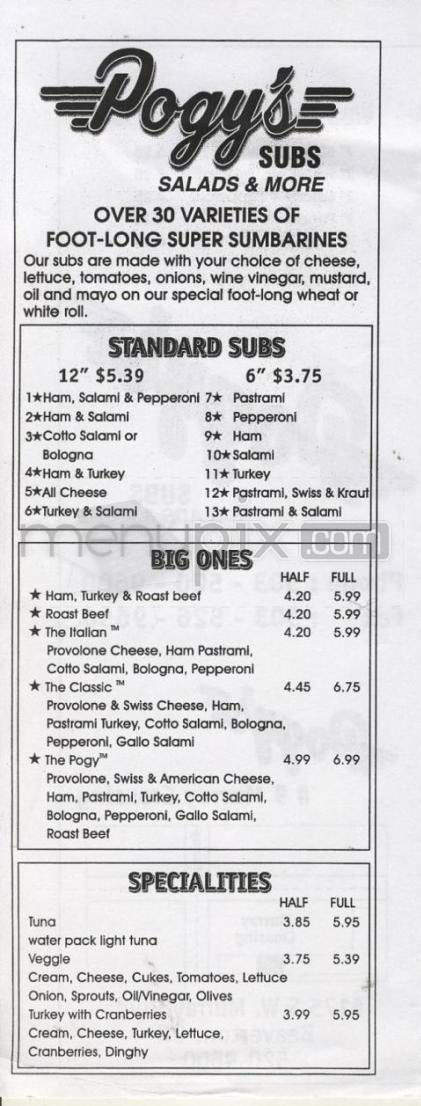 Pogy's
SUBS
SALADS & MORE
OVER 30 VARIETIES OF
FOOT-LONG SUPER SUMBARINES
Our subs are made with your choice of cheese,
lettuce, tomatoes, onions, wine vinegar, mustard,
oil and mayo on our special foot-long wheat or
white roll.
STANDARD SUBS
12" $5.39 6" $3.75
1★Ham, Salami & Pepperoni 7★ Pastrami
2★Ham & Salami 8★ Pepperoni
3★Cotto Salami or 9★ Ham
Bologna 10★Salami
4★Ham & Turkey 11★Turkey
5★All Cheese 12★Pastrami, Swiss & Kraut
6★Turkey & Salami 13★Pastrami & Salami
menupix.com
BIG ONES
HALF FULL
★ Ham, Turkey & Roast beef 4.20 5.99
★ Roast Beef 4.20 5.99
★ The Italian ™ 4.20 5.99
Provolone Cheese, Ham Pastrami,
Cotto Salami, Bologna, Pepperoni
★ The Classic ™ 4.45 6.75
Provolone & Swiss Cheese, Ham,
Pastrami Turkey, Cotto Salami, Bologna,
Pepperoni, Gallo Salami
★ The Pogy™ 4.99 6.99
Provolone, Swiss & American Cheese,
Ham, Pastrami, Turkey, Cotto Salami,
Bologna, Pepperoni, Gallo Salami,
Roast Beef
SPECIALITIES
HALF FULL
Tuna 3.85 5.95
water pack light tuna
Veggie 3.75 5.39
Cream, Cheese, Cukes, Tomatoes, Lettuce
Onion, Sprouts, Oil/Vinegar, Olives
Turkey with Cranberries 3.99 5.95
Cream, Cheese, Turkey, Lettuce,
Cranberries, Dinghy